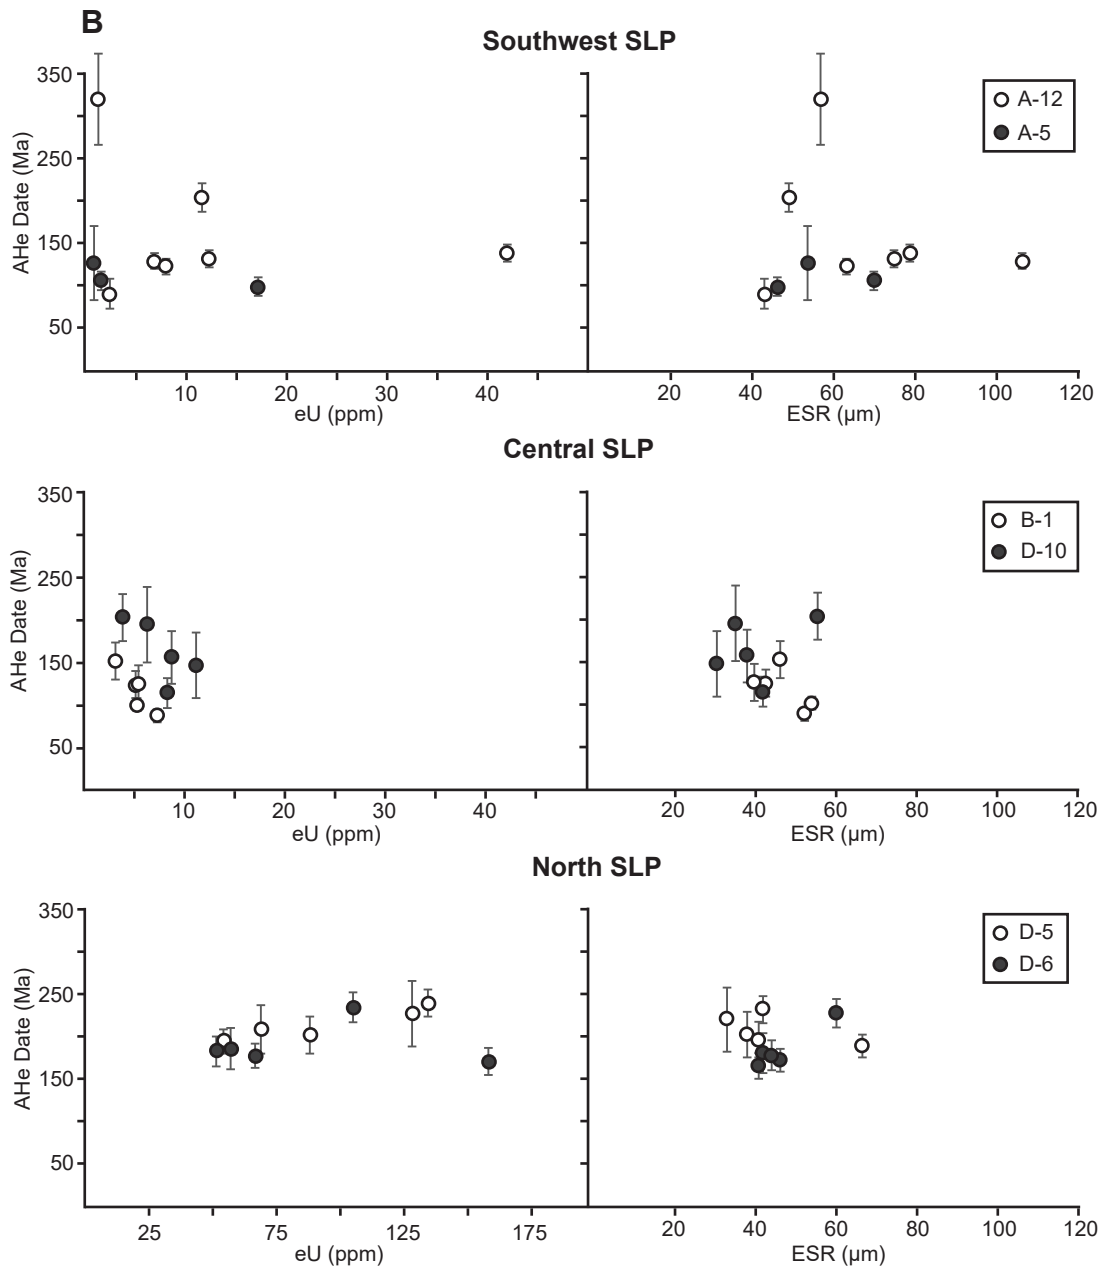 B
Southwest SLP
350
250
150
50
AHe Date (Ma)
10
20
30
40
eU (ppm)
20
40
60
80
100
120
ESR (µm)
A-12
A-5
Central SLP
350
250
150
50
AHe Date (Ma)
10
20
30
40
eU (ppm)
20
40
60
80
100
120
ESR (µm)
B-1
D-10
North SLP
350
250
150
50
AHe Date (Ma)
25
75
125
175
eU (ppm)
20
40
60
80
100
120
ESR (µm)
D-5
D-6